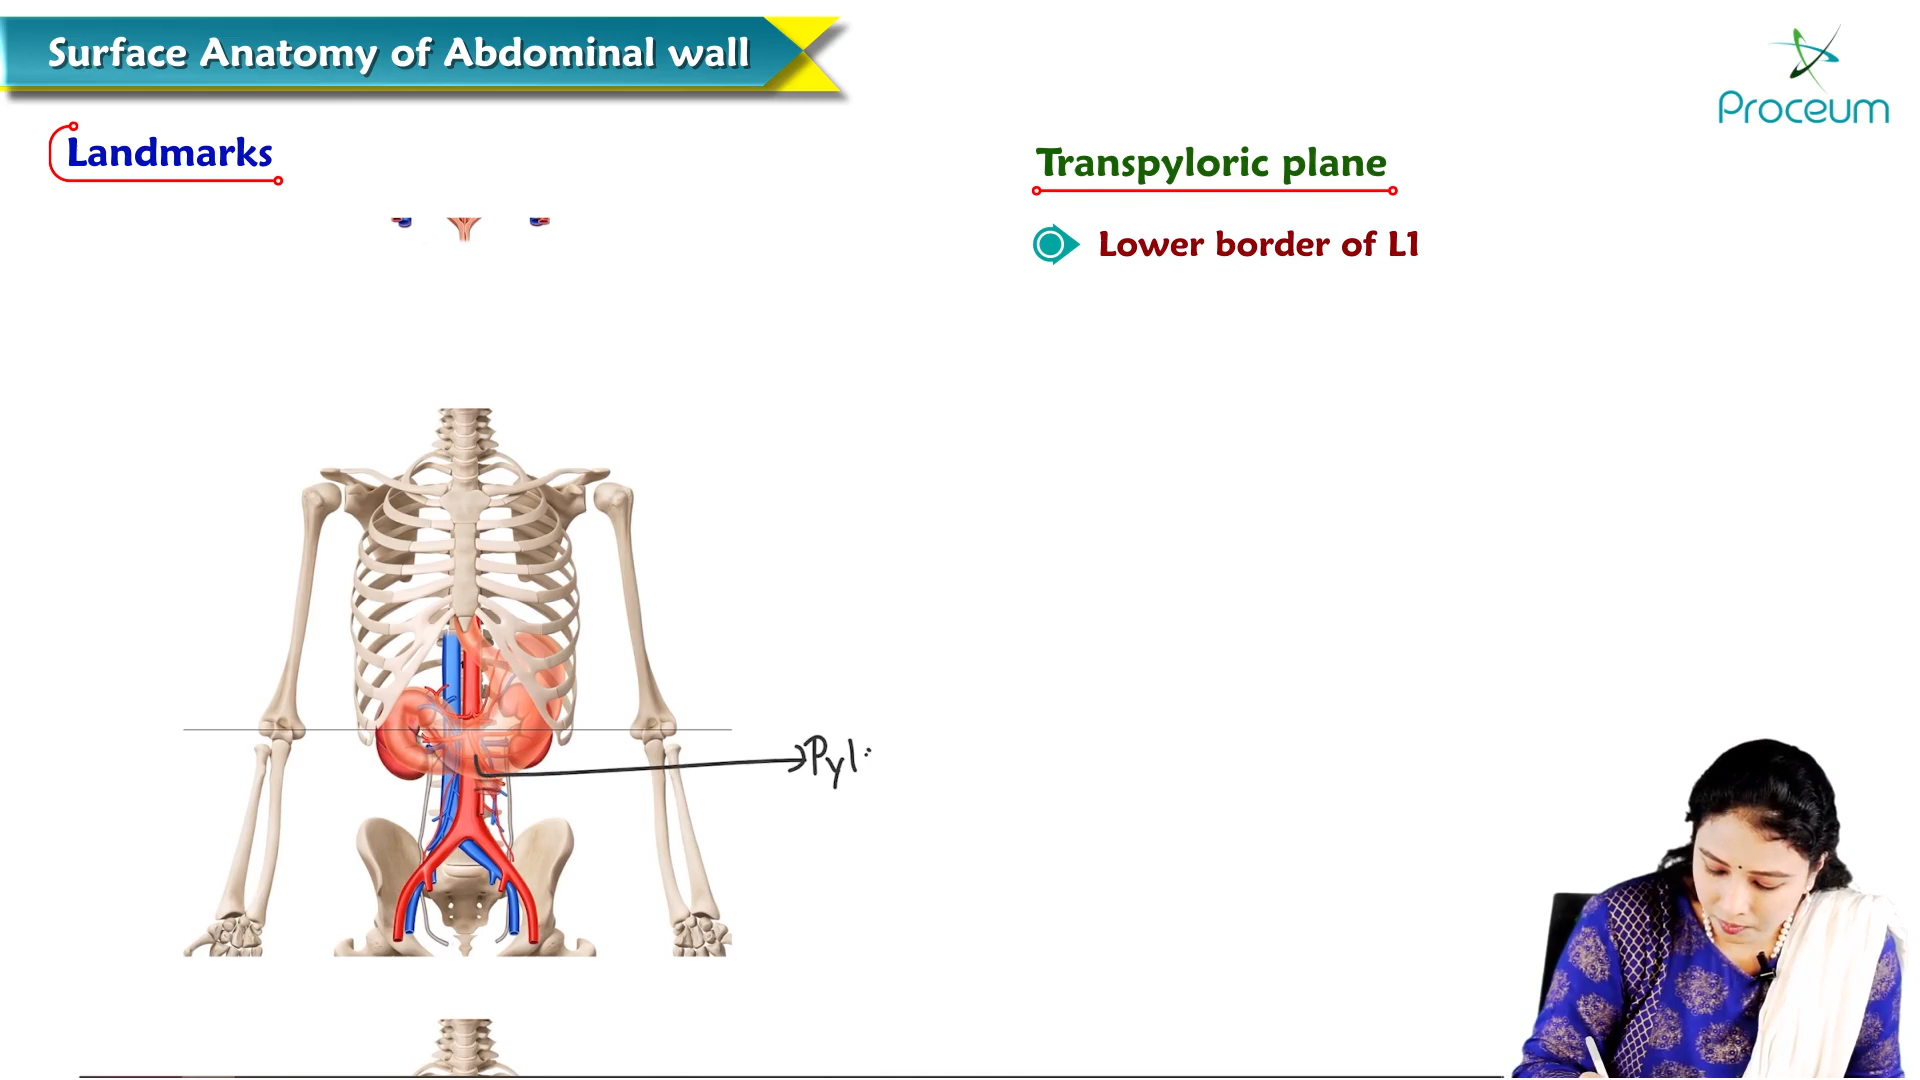 Surface Anatomy of Abdominal wall
Proceum
Landmarks
Transpyloric plane
Lower border of L1
Pyl